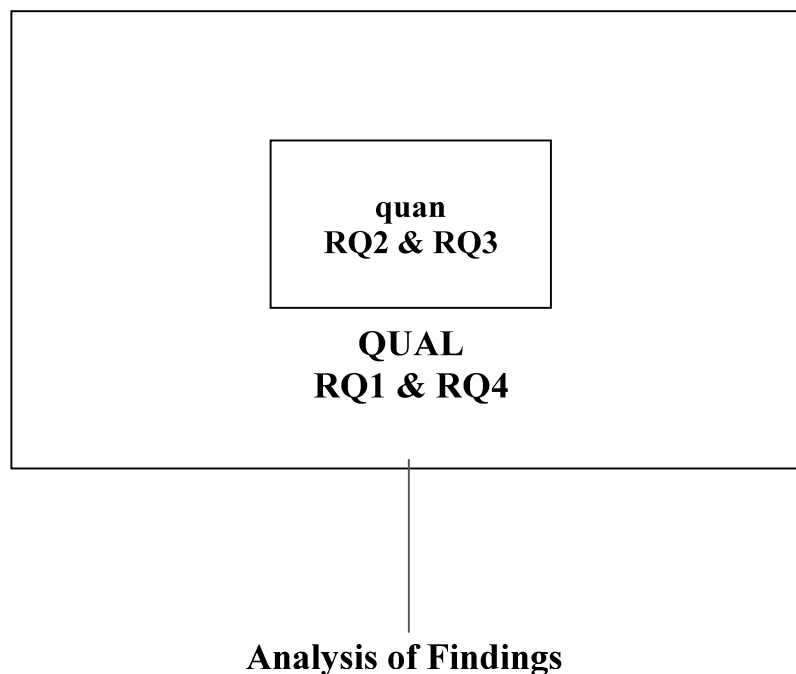 quan
RQ2 & RQ3
QUAL
RQ1 & RQ4
Analysis of Findings